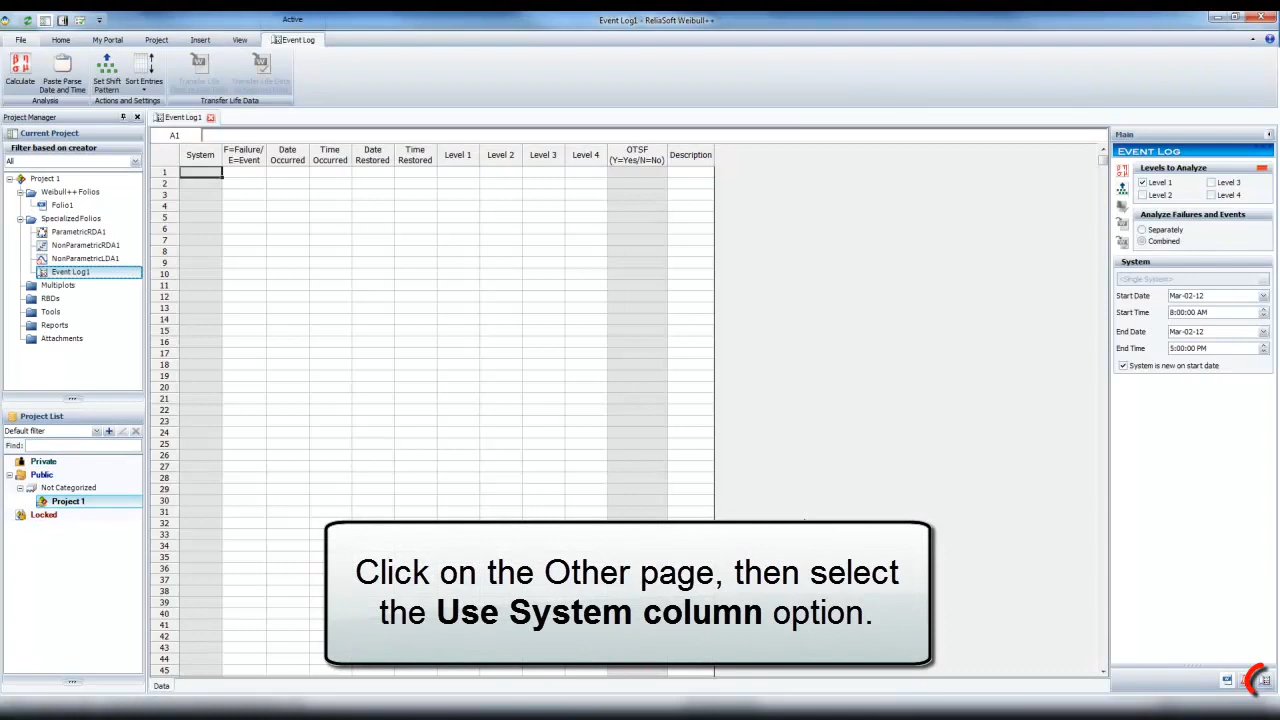 Active
Event Log1 - ReliaSoft Weibull++
File
Home
My Portal
Project
Insert
View
Event Log
Calculate
Paste Parse
Date and Time
Set Shift
Pattern
Sort Entries
Transfer Life
Transfer Life Data
Analysis
Actions and Settings
Transfer Life Data
Project Manager
Current Project
Filter based on creator
All
Project 1
Weibull++ Folios
Folio1
Specialized Folios
ParametricRDA1
NonParametricRDA1
NonParametricLDA1
Event Log1
Multiplots
RBDs
Tools
Reports
Attachments
Project List
Default filter
Find:
Private
Public
Not Categorized
Project 1
Locked
Event Log1
A1
System
F=Failure/
E=Event
Date
Occurred
Time
Occurred
Date
Restored
Time
Restored
Level 1
Level 2
Level 3
Level 4
OTSF
(Y=Yes/N=No)
Description
1
2
3
4
5
6
7
8
9
10
11
12
13
14
15
16
17
18
19
20
21
22
23
24
25
26
27
28
29
30
31
32
33
34
35
36
37
38
39
40
41
42
43
44
45
Data
Click on the Other page, then select
the Use System column option.
Main
EVENT LOG
Levels to Analyze
Level 1
Level 3
Level 2
Level 4
Analyze Failures and Events
Separately
Combined
System
<Single System>
Start Date
Mar-02-12
Start Time
8:00:00 AM
End Date
Mar-02-12
End Time
5:00:00 PM
System is new on start date